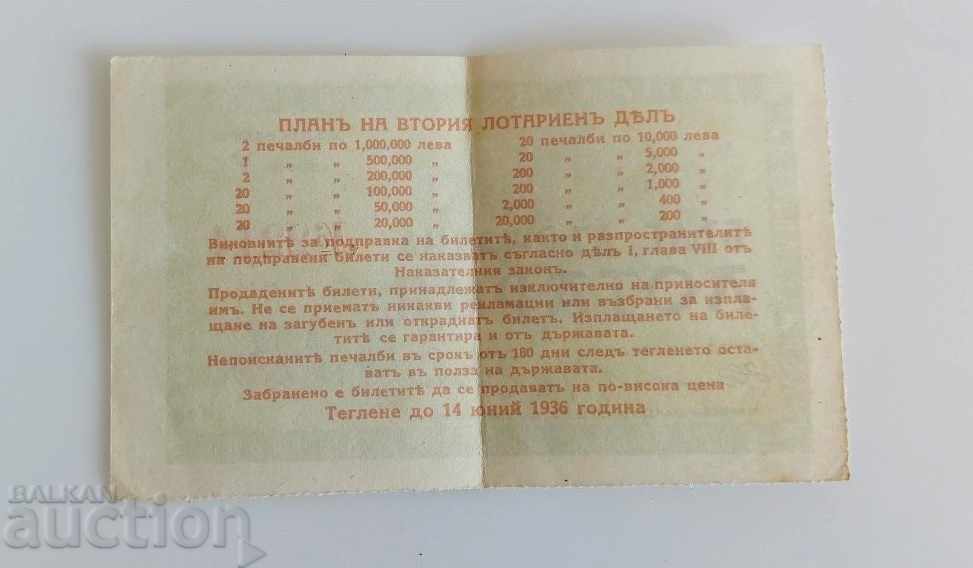 ПЛАНЪ НА ВТОРИЯ ЛОТАРИЕНЪ ДѢЛЪ
2 печалби по 1,000,000 лева
1 „ „ 500,000 „
2 „ „ 200,000 „
20 „ „ 100,000 „
20 „ „ 50,000 „
20 „ „ 20,000 „
20 печалби по 10,000 лева
20 „ „ 5,000 „
200 „ „ 2,000 „
200 „ „ 1,000 „
2,000 „ „ 400 „
20,000 „ „ 200 „
Виновнитѣ за подправка на билетитѣ, както и разпространителитѣ
на подправени билети се наказватъ съгласно дѣлъ I, глава VIII отъ
Наказателния законъ.
Продаденитѣ билети, принадлежатъ изключително на приносителя
имъ. Не се приематъ никакви рекламации или възбрани за изпла-
щане на загубенъ или откраднатъ билетъ. Изплащането на биле-
титѣ се гарантира и отъ държавата.
Непоисканитѣ печалби въ срокъ отъ 180 дни следъ тегленето оста-
ватъ въ полза на държавата.
Забранено е билетитѣ да се продаватъ на по-висока цена
Теглене до 14 юний 1936 година
BALKAN
auction